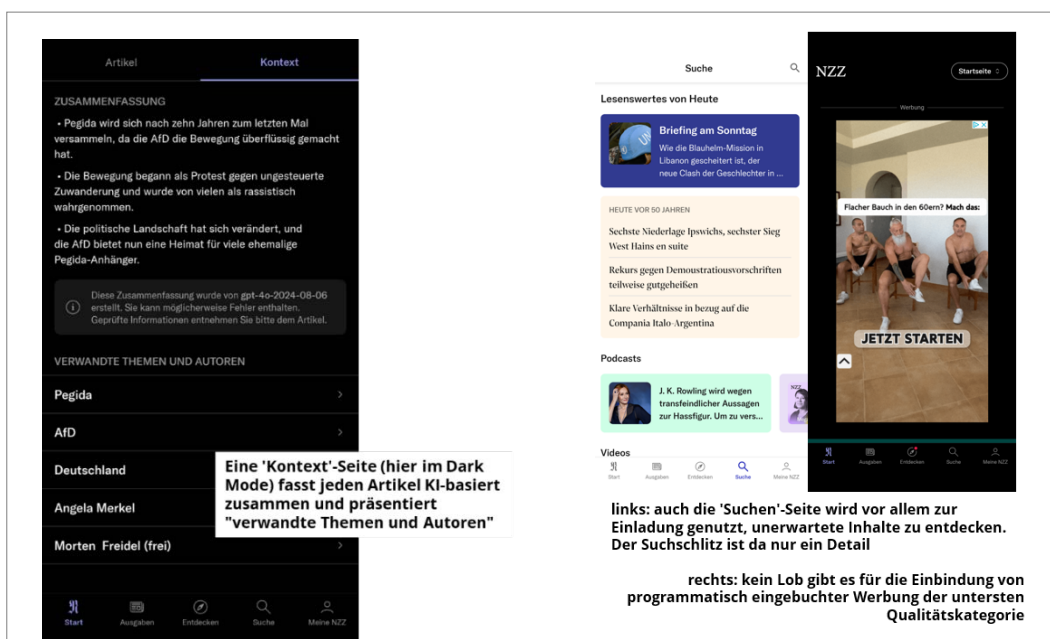 Artikel
Kontext
ZUSAMMENFASSUNG
• Pegida wird sich nach zehn Jahren zum letzten Mal
versammeln, da die AfD die Bewegung überflüssig gemacht
hat.
• Die Bewegung begann als Protest gegen ungesteuerte
Zuwanderung und wurde von vielen als rassistisch
wahrgenommen.
• Die politische Landschaft hat sich verändert, und
die AfD bietet nun eine Heimat für viele ehemalige
Pegida-Anhänger.
Diese Zusammenfassung wurde von gpt-4o-2024-08-06
erstellt. Sie kann möglicherweise Fehler enthalten.
Geprüfte Informationen entnehmen Sie bitte dem Artikel.
VERWANDTE THEMEN UND AUTOREN
Pegida
AfD
Deutschland
Angela Merkel
Morten Freidel (frei)
Start
Ausgaben
Entdecken
Suche
Meine NZZ
Eine 'Kontext'-Seite (hier im Dark
Mode) fasst jeden Artikel KI-basiert
zusammen und präsentiert
"verwandte Themen und Autoren"
Suche
Lesenswertes von Heute
UN
Briefing am Sonntag
Wie die Blauhelm-Mission in
Libanon gescheitert ist, der
neue Clash der Geschlechter in ...
HEUTE VOR 50 JAHREN
Sechste Niederlage Ipswichs, sechster Sieg
West Hains en suite
Rekurs gegen Demoustratiousvorschriften
teilweise gutgeheißen
Klare Verhältnisse in bezug auf die
Compania Italo-Argentina
Podcasts
J. K. Rowling wird wegen
transfeindlicher Aussagen
zur Hassfigur. Um zu vers...
NZZ
Videos
Start
Ausgaben
Entdecken
Suche
Meine NZZ
NZZ
Startseite
Werbung
Flacher Bauch in den 60ern? Mach das:
JETZT STARTEN
Start
Ausgaben
Entdecken
Suche
Meine NZZ
links: auch die 'Suchen'-Seite wird vor allem zur
Einladung genutzt, unerwartete Inhalte zu entdecken.
Der Suchschlitz ist da nur ein Detail
rechts: kein Lob gibt es für die Einbindung von
programmatisch eingebuchter Werbung der untersten
Qualitätskategorie